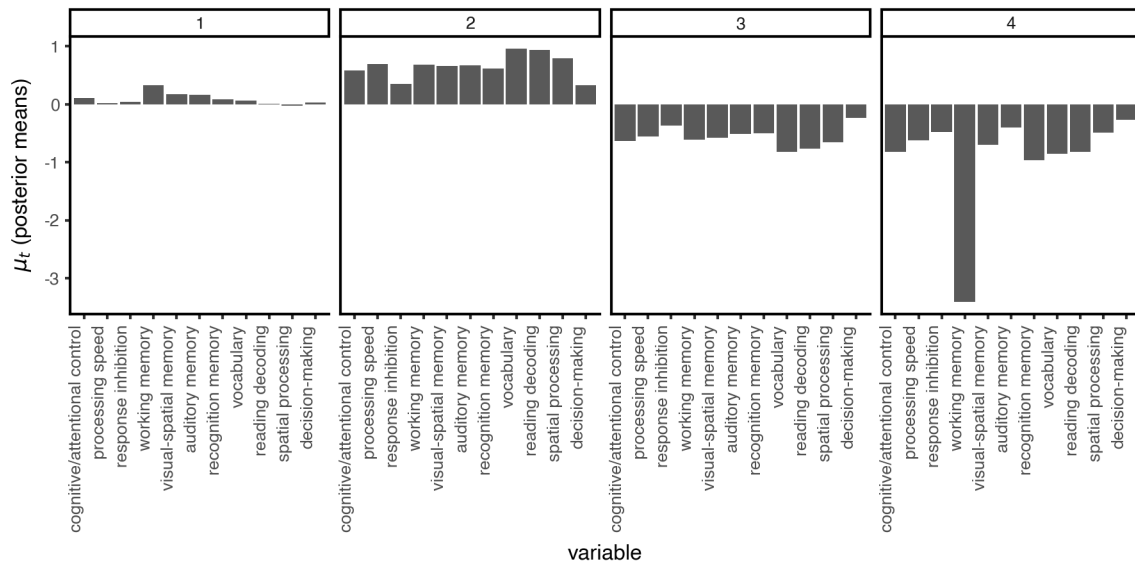 1
2
3
4
μt (posterior means)
1
0
-1
-2
-3
cognitive/attentional control
processing speed
response inhibition
working memory
visual-spatial memory
auditory memory
recognition memory
vocabulary
reading decoding
spatial processing
decision-making
cognitive/attentional control
processing speed
response inhibition
working memory
visual-spatial memory
auditory memory
recognition memory
vocabulary
reading decoding
spatial processing
decision-making
cognitive/attentional control
processing speed
response inhibition
working memory
visual-spatial memory
auditory memory
recognition memory
vocabulary
reading decoding
spatial processing
decision-making
cognitive/attentional control
processing speed
response inhibition
working memory
visual-spatial memory
auditory memory
recognition memory
vocabulary
reading decoding
spatial processing
decision-making
variable